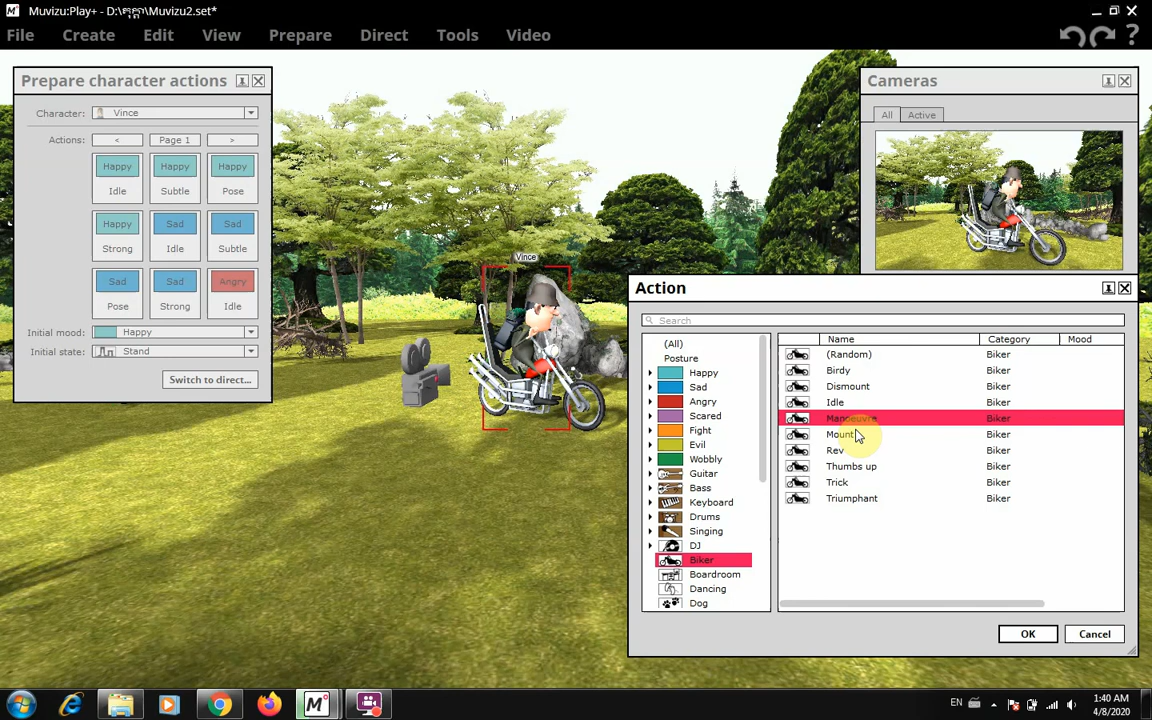 Muvizu:Play+ - D:\កុត្តា\Muvizu2.set*
File Create Edit View Prepare Direct Tools Video ?
Prepare character actions
Character: Vince
Actions: < Page 1 >
Happy Happy Happy
Idle Subtle Pose
Happy Sad Sad
Strong Idle Subtle
Sad Sad Angry
Pose Strong Idle
Initial mood: Happy
Initial state: Stand
Switch to direct...
Vince
Cameras
All Active
Action
Search
(All)
Posture
Happy
Sad
Angry
Scared
Fight
Evil
Wobbly
Guitar
Bass
Keyboard
Drums
Singing
DJ
Biker
Boardroom
Dancing
Dog
Name Category Mood
(Random) Biker
Birdy Biker
Dismount Biker
Idle Biker
Manoeuvre Biker
Mount Biker
Rev Biker
Thumbs up Biker
Trick Biker
Triumphant Biker
OK Cancel
EN
1:40 AM
4/8/2020